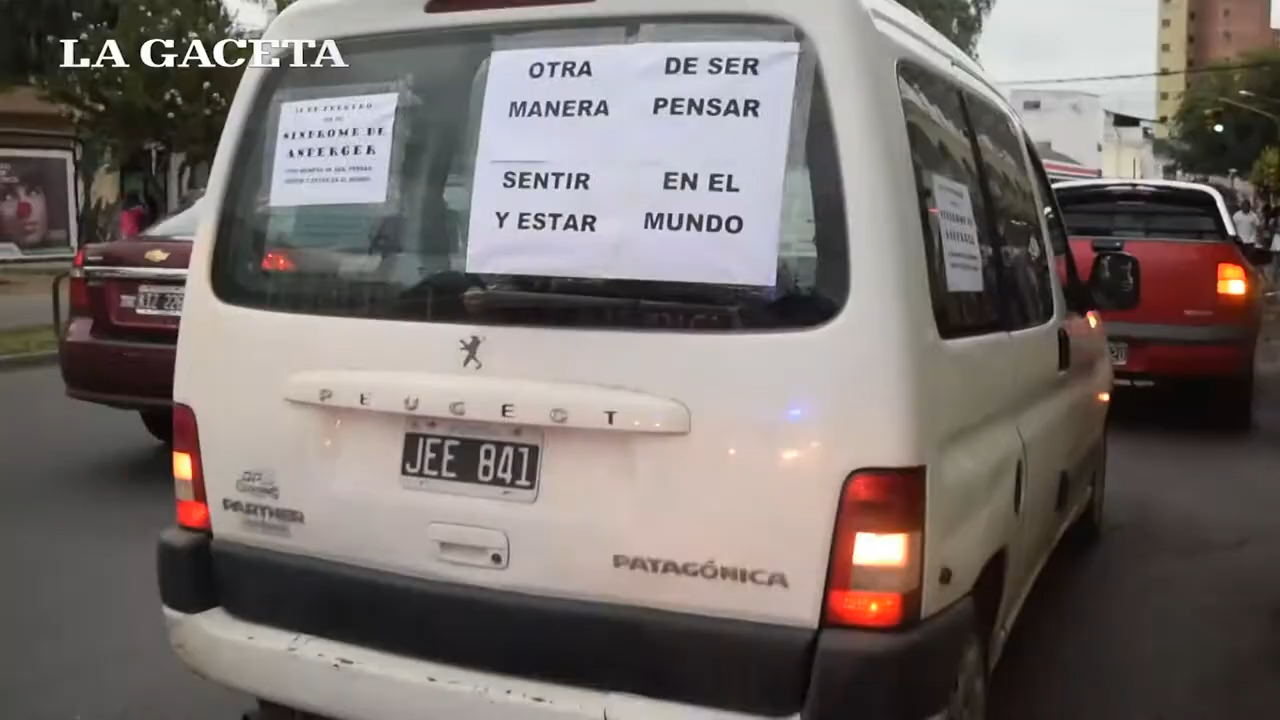 LA GACETA
OTRA DE SER
MANERA PENSAR
SENTIR EN EL
Y ESTAR MUNDO
SÍNDROME DE
ASPERGER
PEUGEOT
JEE 841
PARTNER
PATAGÓNICA